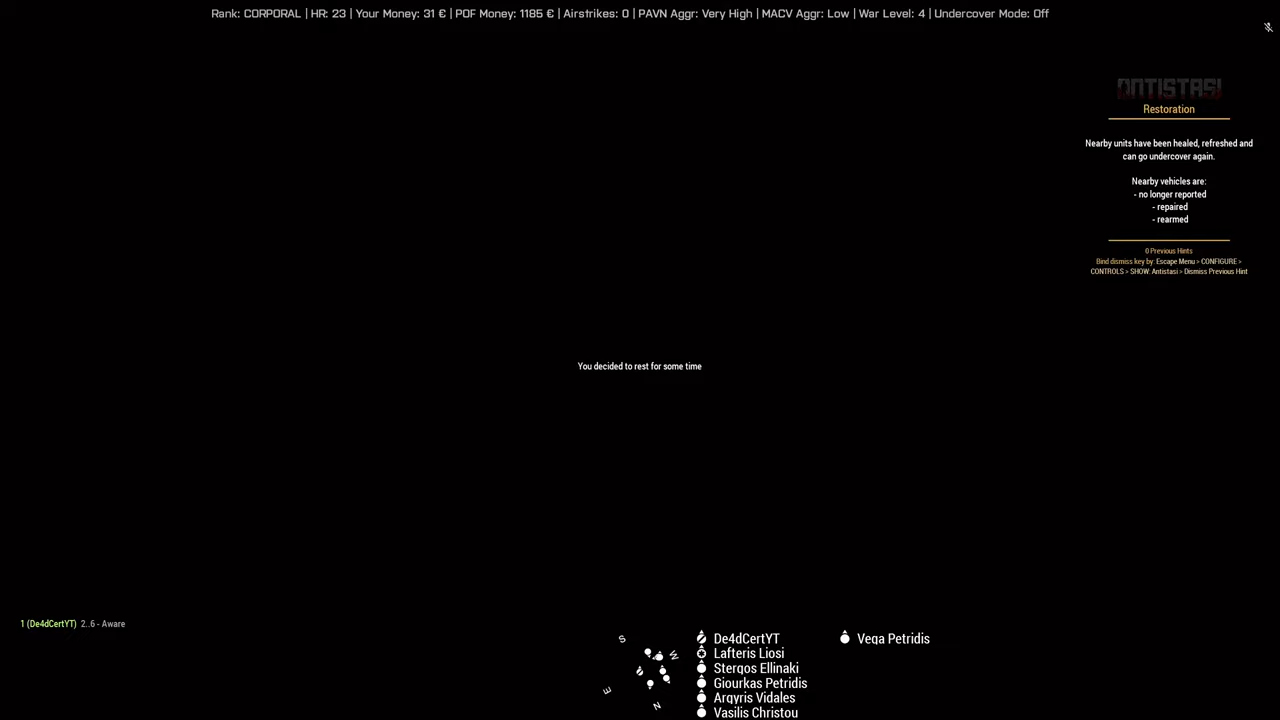 Rank: CORPORAL | HR: 23 | Your Money: 31 € | POF Money: 1185 € | Airstrikes: 0 | PAVN Aggr: Very High | MACV Aggr: Low | War Level: 4 | Undercover Mode: Off
ANTISTASI
Restoration
Nearby units have been healed, refreshed and
can go undercover again.
Nearby vehicles are:
- no longer reported
- repaired
- rearmed
0 Previous Hints
Bind dismiss key by: Escape Menu > CONFIGURE >
CONTROLS > SHOW: Antistasi > Dismiss Previous Hint
You decided to rest for some time
1 (De4dCertYT) 2..6 - Aware
S
W
E
N
De4dCertYT
Lafteris Liosi
Stergos Ellinaki
Giourkas Petridis
Argyris Vidales
Vasilis Christou
Vega Petridis